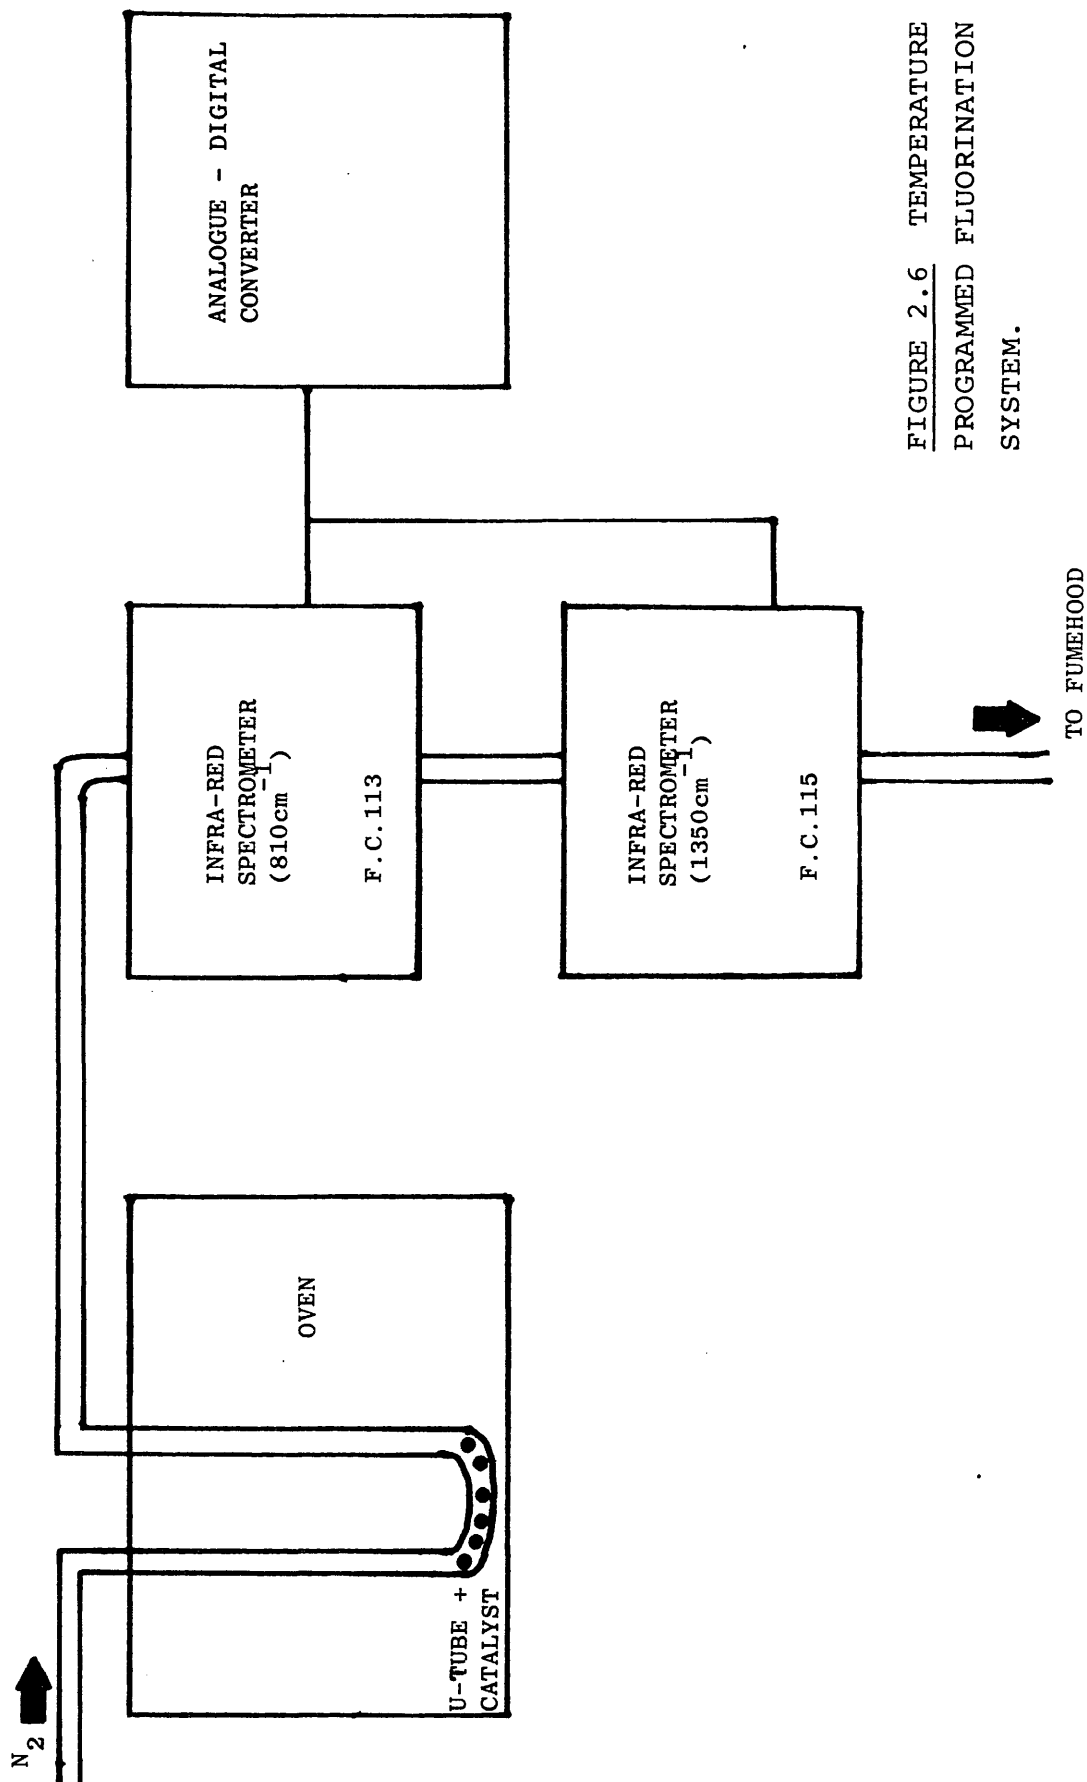 N2
U-TUBE +
CATALYST
OVEN
INFRA-RED
SPECTROMETER
(810cm⁻¹)
F.C.113
INFRA-RED
SPECTROMETER
(1350cm⁻¹)
F.C.115
ANALOGUE - DIGITAL
CONVERTER
TO FUMEHOOD
FIGURE 2.6 TEMPERATURE
PROGRAMMED FLUORINATION
SYSTEM.